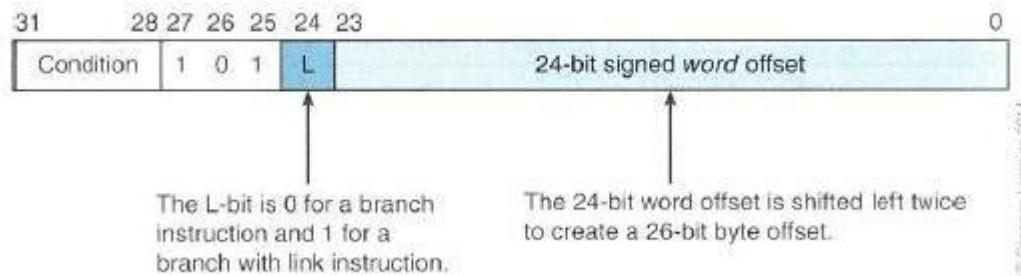 31 28 27 26 25 24 23 0
Condition 1 0 1 L 24-bit signed word offset
The L-bit is 0 for a branch
instruction and 1 for a
branch with link instruction.
The 24-bit word offset is shifted left twice
to create a 26-bit byte offset.